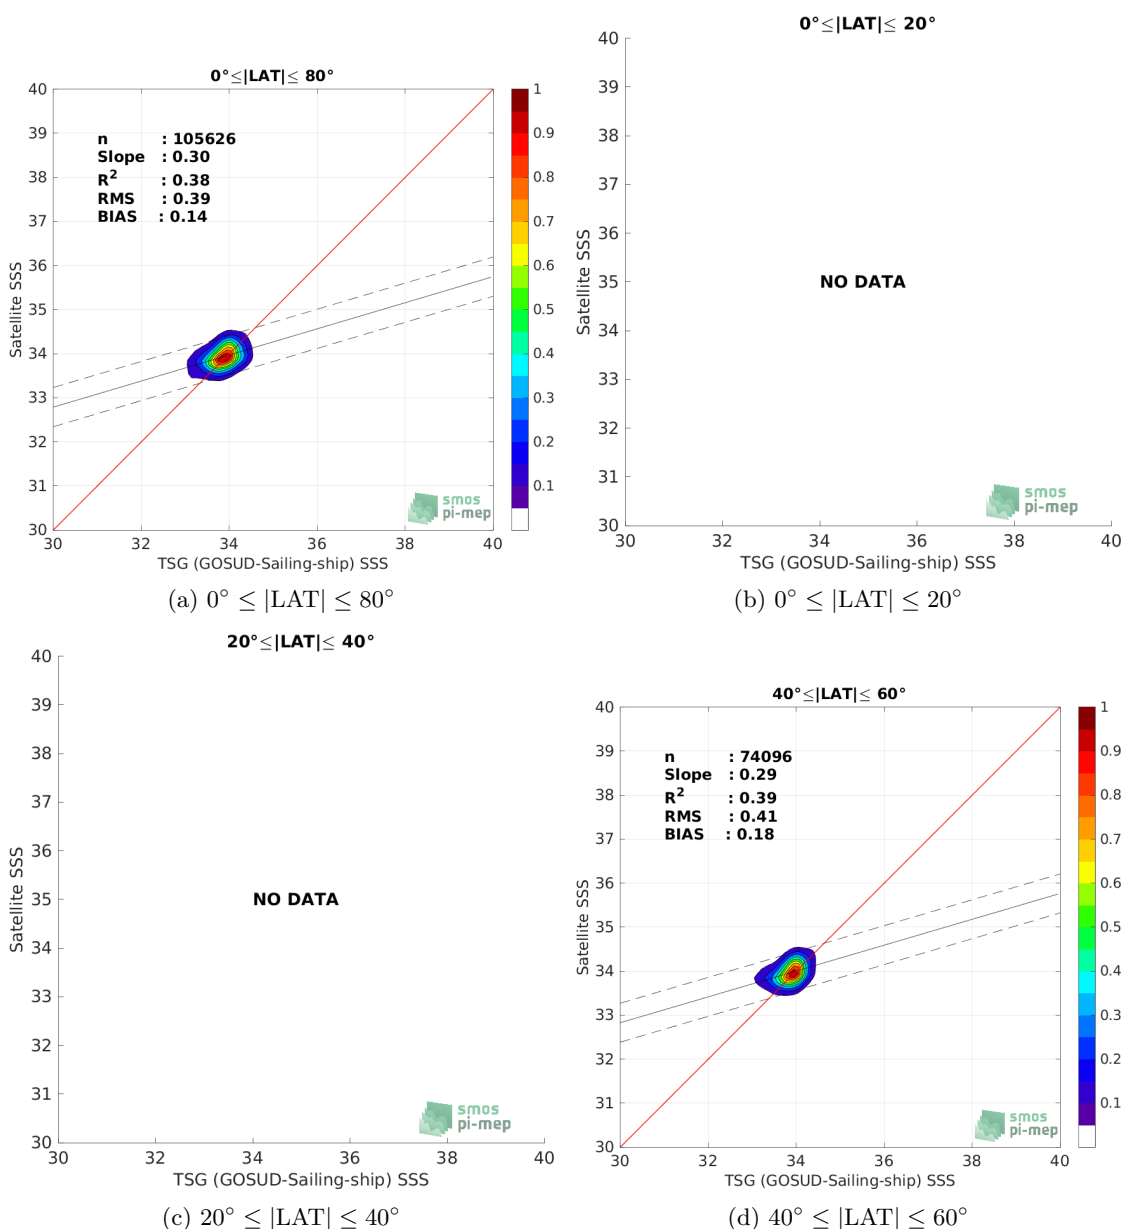 0°≤|LAT|≤ 80°
n : 105626
Slope : 0.30
R² : 0.38
RMS : 0.39
BIAS : 0.14
40
39
38
37
36
35
34
33
32
31
30
30 32 34 36 38 40
Satellite SSS
TSG (GOSUD-Sailing-ship) SSS
1
0.9
0.8
0.7
0.6
0.5
0.4
0.3
0.2
0.1
smos
pi-mep
(a) 0° ≤ |LAT| ≤ 80°
0°≤|LAT|≤ 20°
40
39
38
37
36
35
34
33
32
31
30
30 32 34 36 38 40
Satellite SSS
NO DATA
TSG (GOSUD-Sailing-ship) SSS
smos
pi-mep
(b) 0° ≤ |LAT| ≤ 20°
20°≤|LAT|≤ 40°
40
39
38
37
36
35
34
33
32
31
30
30 32 34 36 38 40
Satellite SSS
NO DATA
TSG (GOSUD-Sailing-ship) SSS
smos
pi-mep
(c) 20° ≤ |LAT| ≤ 40°
40°≤|LAT|≤ 60°
n : 74096
Slope : 0.29
R² : 0.39
RMS : 0.41
BIAS : 0.18
40
39
38
37
36
35
34
33
32
31
30
30 32 34 36 38 40
Satellite SSS
TSG (GOSUD-Sailing-ship) SSS
1
0.9
0.8
0.7
0.6
0.5
0.4
0.3
0.2
0.1
smos
pi-mep
(d) 40° ≤ |LAT| ≤ 60°